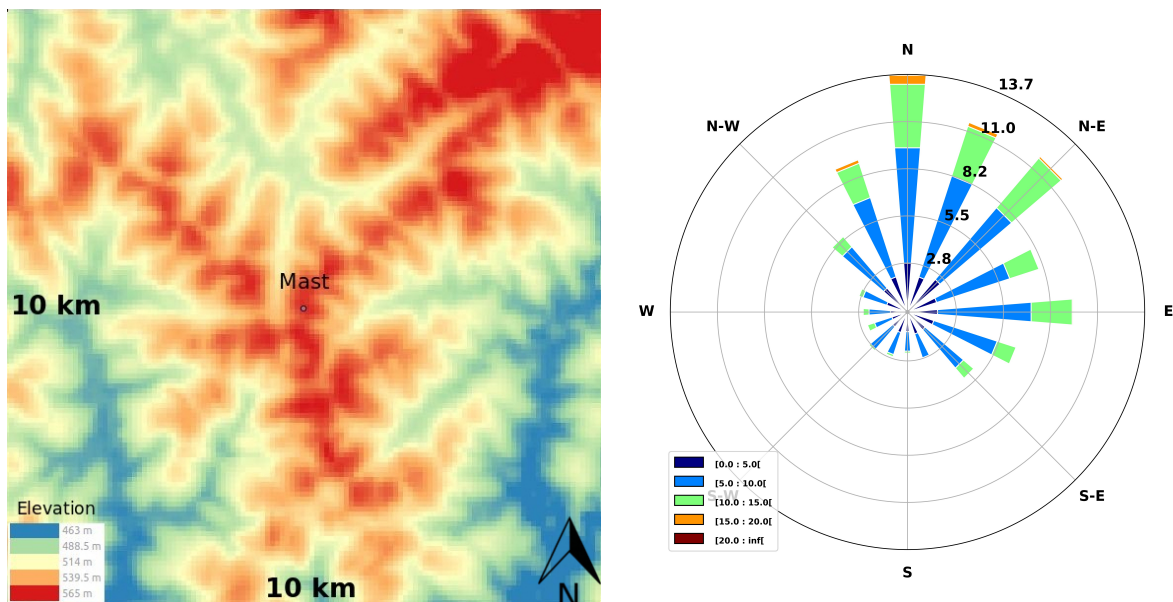 Mast
10 km
Elevation
463 m
488.5 m
514 m
539.5 m
565 m
10 km
N
N
N-W
N-E
13.7
11.0
8.2
5.5
2.8
W
E
S-W
S-E
S
[0.0 : 5.0[
[5.0 : 10.0[
[10.0 : 15.0[
[15.0 : 20.0[
[20.0 : inf[